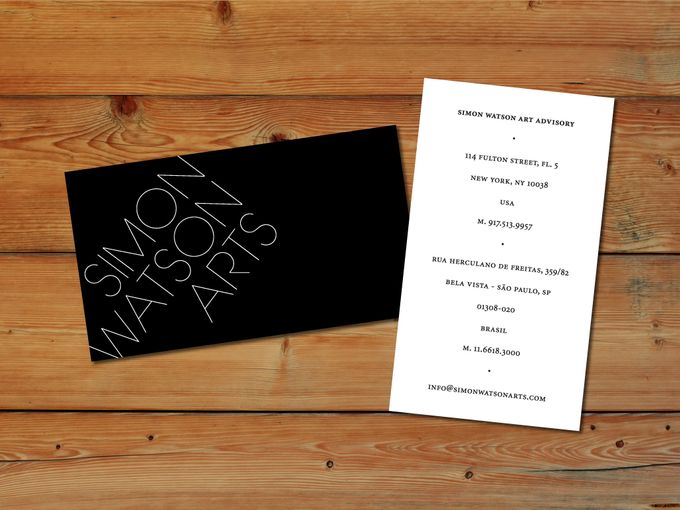 SIMON
WATSON
ARTS
SIMON WATSON ART ADVISORY
•
114 FULTON STREET, FL. 5
NEW YORK, NY 10038
USA
M. 917.513.9957
•
RUA HERCULANO DE FREITAS, 359/82
BELA VISTA - SÃO PAULO, SP
01308-020
BRASIL
M. 11.6618.3000
•
INFO@SIMONWATSONARTS.COM